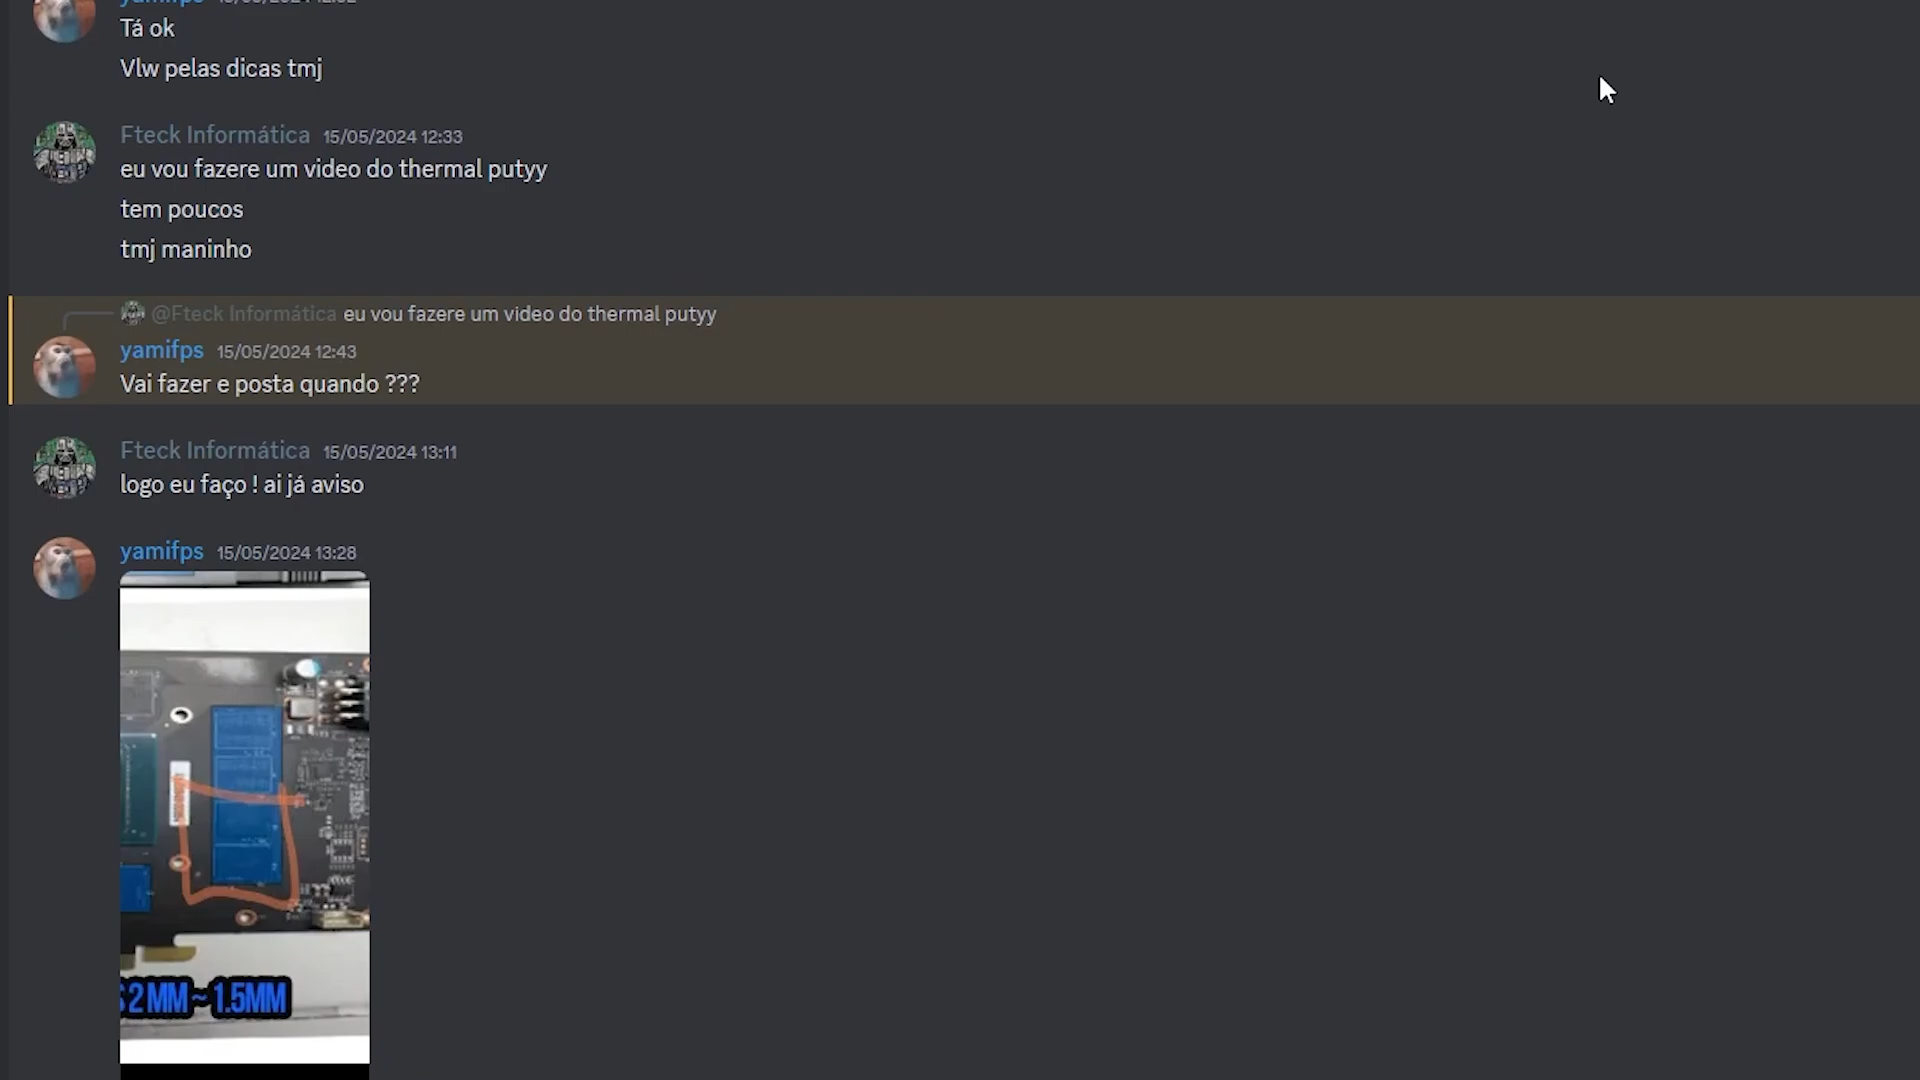 Tá ok
Vlw pelas dicas tmj
Fteck Informática 15/05/2024 12:33
eu vou fazere um video do thermal putyy
tem poucos
tmj maninho
@Fteck Informática eu vou fazere um video do thermal putyy
yamifps 15/05/2024 12:43
Vai fazer e posta quando ???
Fteck Informática 15/05/2024 13:11
logo eu faço ! ai já aviso
yamifps 15/05/2024 13:28
2MM~1.5MM